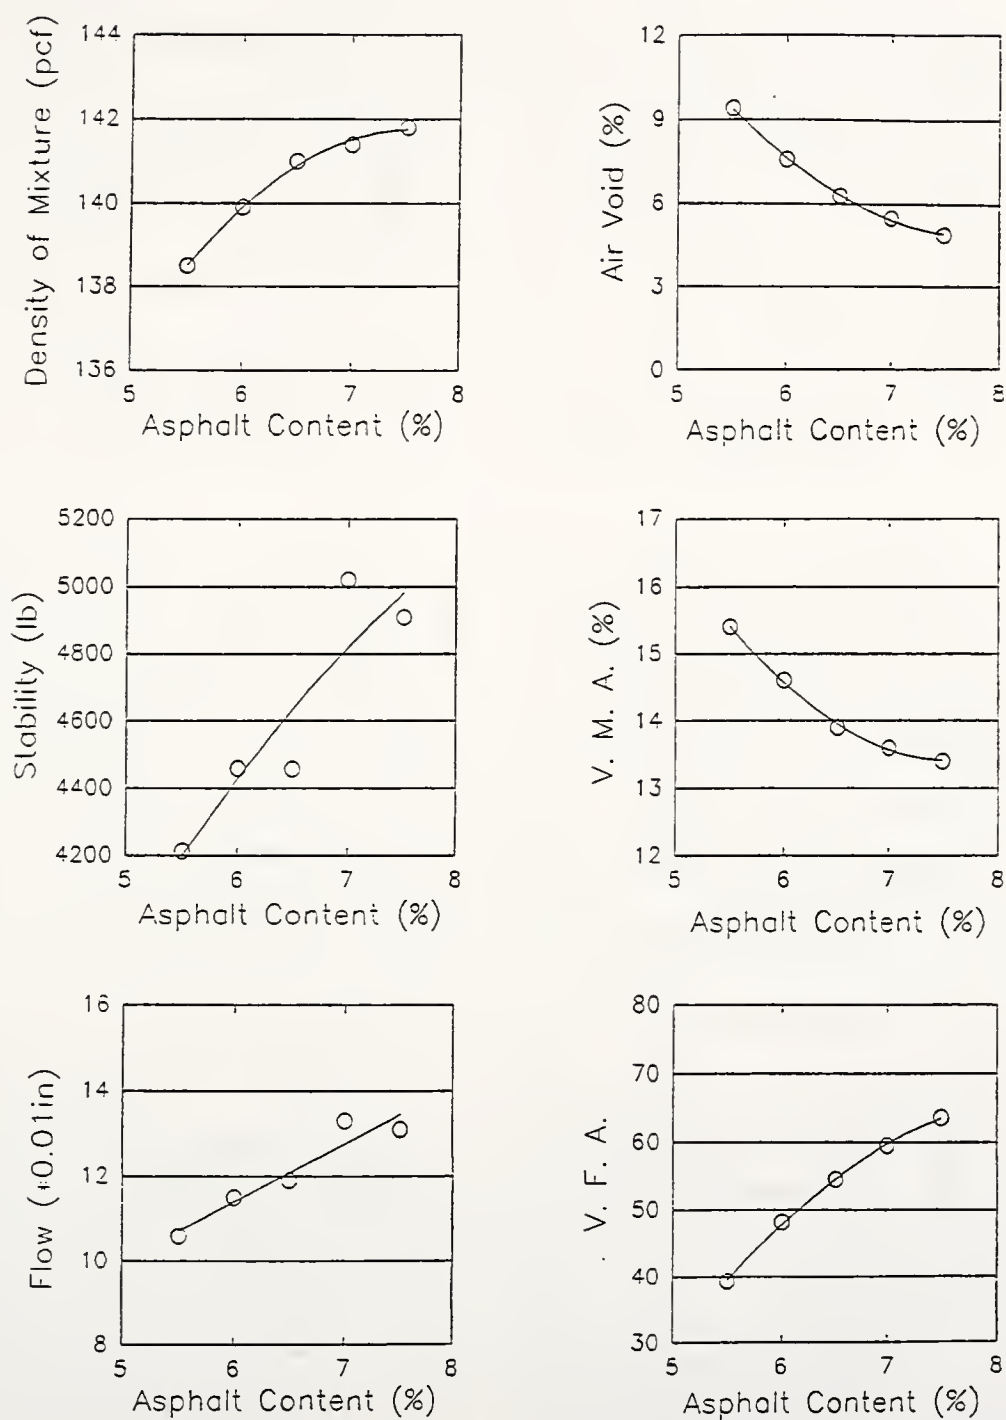 Density of Mixture (pcf)
144
142
140
138
136
5 6 7 8
Asphalt Content (%)
Air Void (%)
12
9
6
3
0
5 6 7 8
Asphalt Content (%)
Stability (lb)
5200
5000
4800
4600
4400
4200
5 6 7 8
Asphalt Content (%)
V. M. A. (%)
17
16
15
14
13
12
5 6 7 8
Asphalt Content (%)
Flow (*0.01in)
16
14
12
10
8
5 6 7 8
Asphalt Content (%)
V. F. A.
80
70
60
50
40
30
5 6 7 8
Asphalt Content (%)